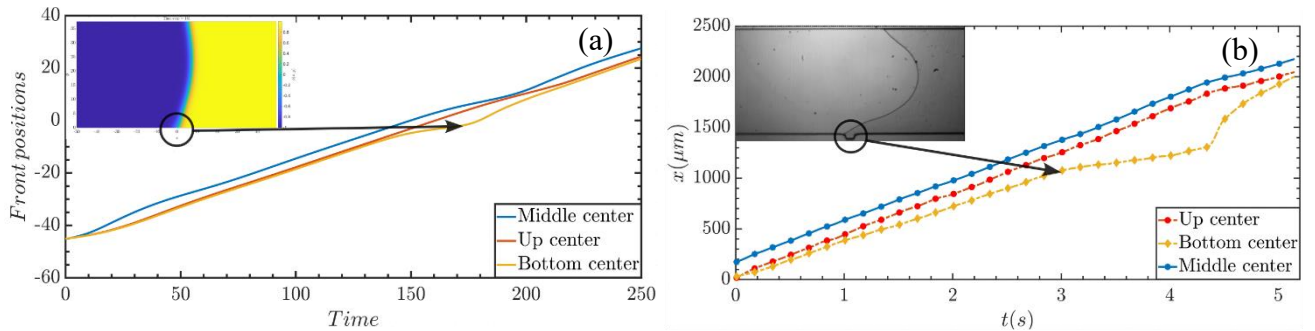 (a)
Front positions
40
20
0
-20
-40
-60
0
50
100
150
200
250
Time
Middle center
Up center
Bottom center
(b)
x(μm)
2500
2000
1500
1000
500
0
0
1
2
3
4
5
t(s)
Up center
Bottom center
Middle center